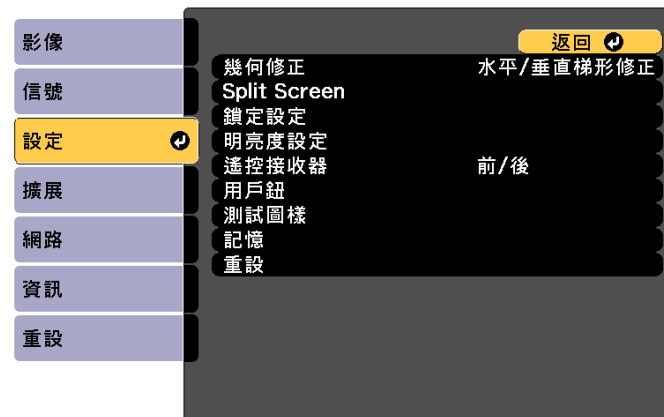 影像
信號
設定
擴展
網路
資訊
重設
返回
幾何修正 水平/垂直梯形修正
Split Screen
鎖定設定
明亮度設定
遙控接收器 前/後
用戶鈕
測試圖樣
記憶
重設